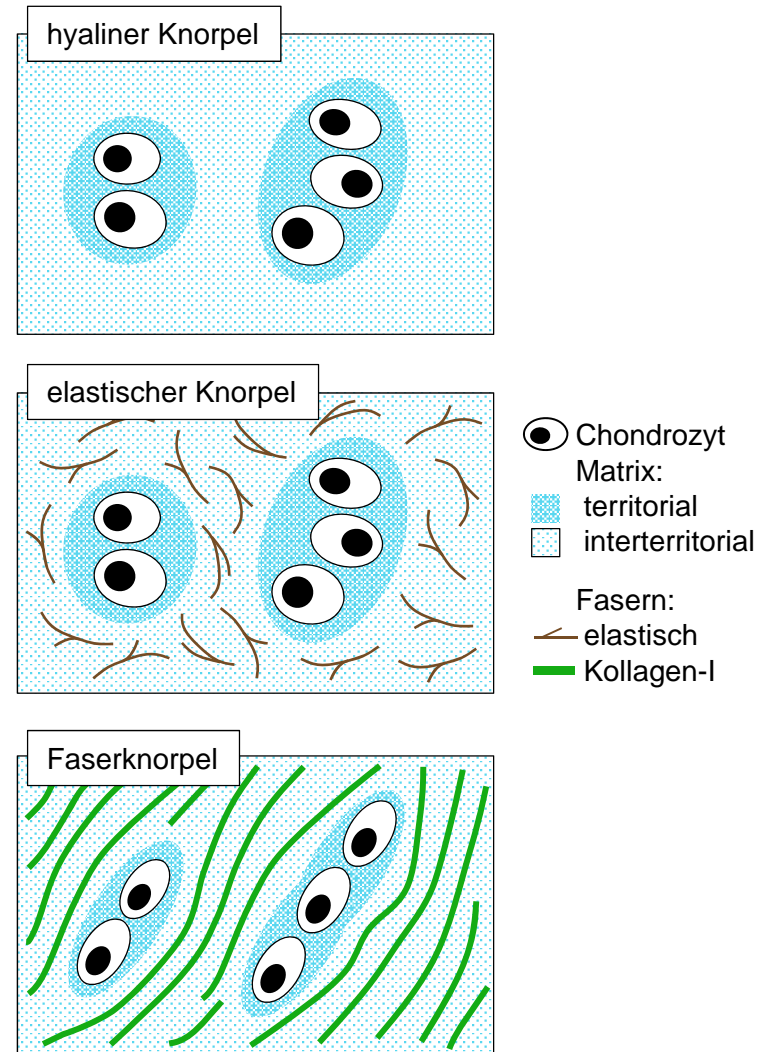 hyaliner Knorpel
elastischer Knorpel
Chondrozyt
Matrix:
territorial
interterritorial
Fasern:
elastisch
Kollagen-I
Faserknorpel